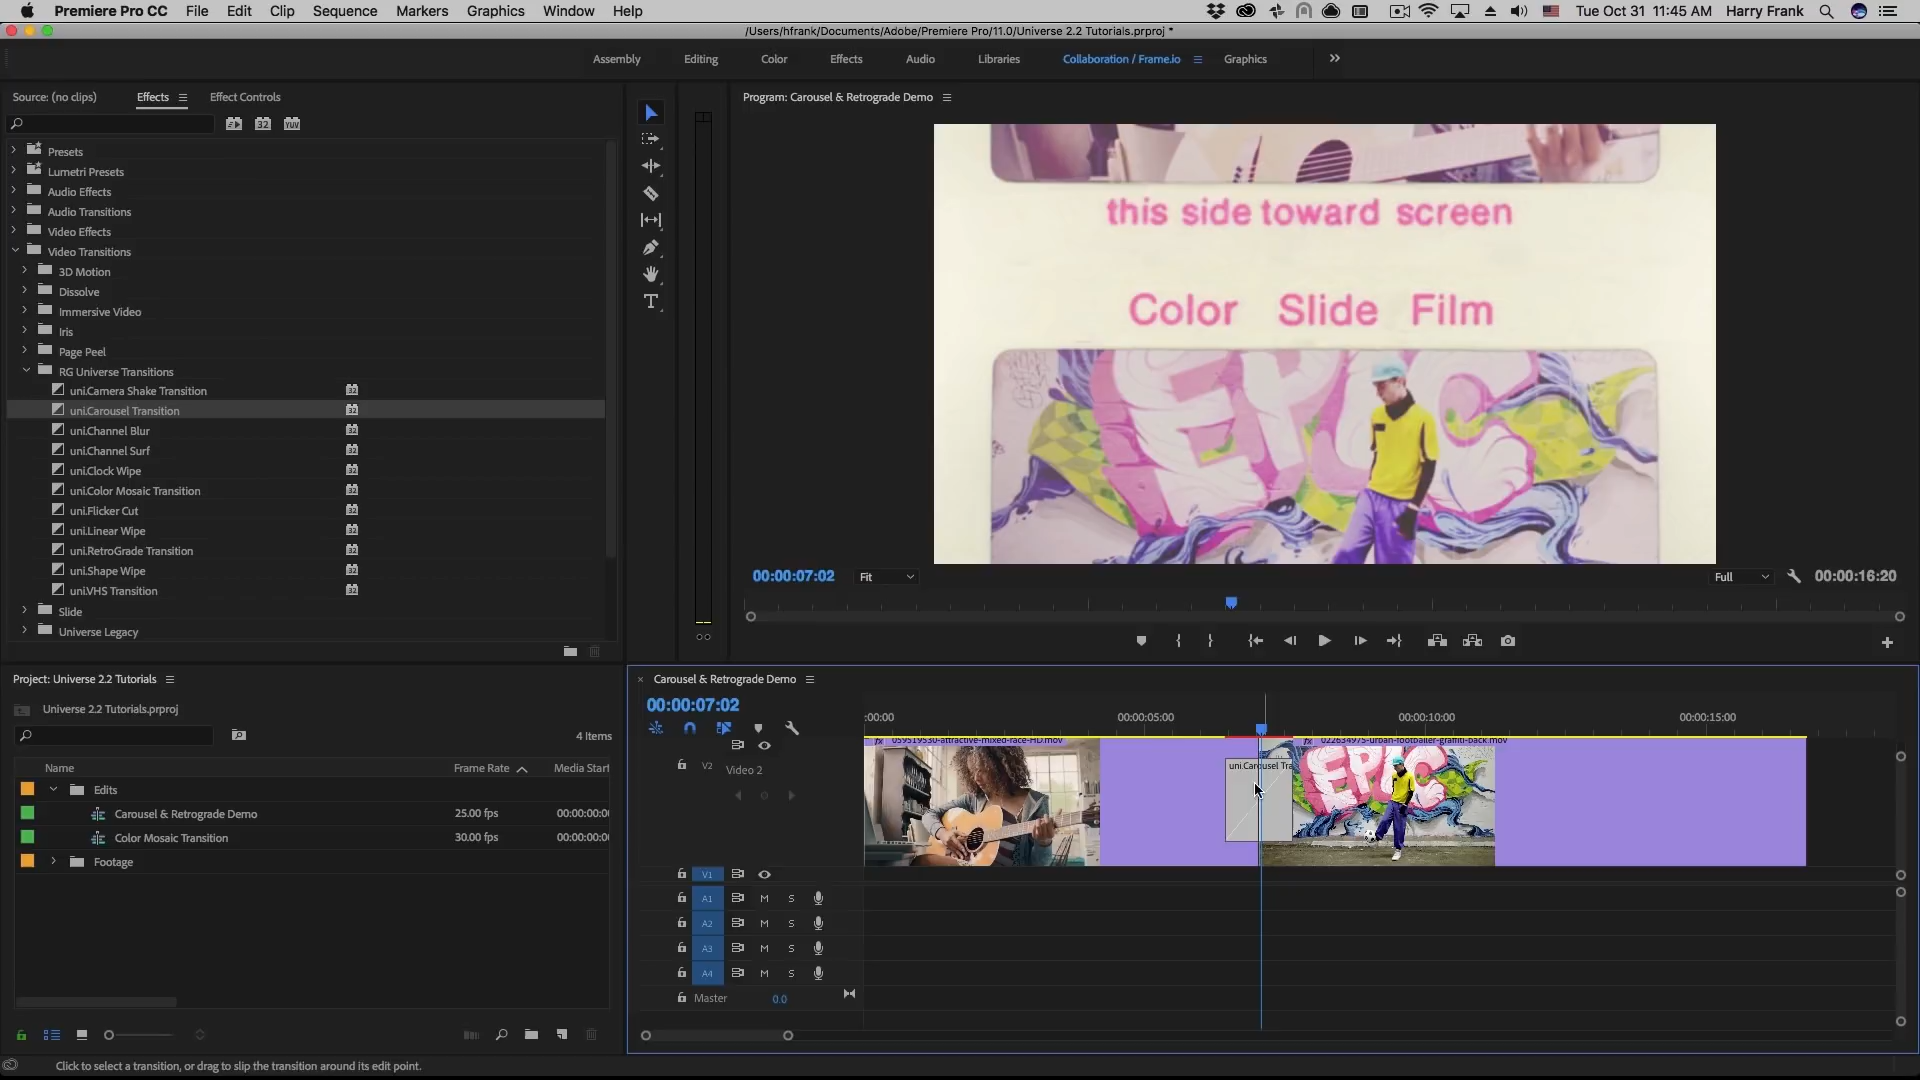 Premiere Pro CC File Edit Clip Sequence Markers Graphics Window Help Tue Oct 31 11:45 AM Harry Frank
/Users/hfrank/Documents/Adobe/Premiere Pro/11.0/Universe 2.2 Tutorials.prproj *
Assembly Editing Color Effects Audio Libraries Collaboration / Frame.io Graphics
Source: (no clips) Effects Effect Controls
Program: Carousel & Retrograde Demo
Presets
Lumetri Presets
Audio Effects
Audio Transitions
Video Effects
Video Transitions
3D Motion
Dissolve
Immersive Video
Iris
Page Peel
RG Universe Transitions
uni.Camera Shake Transition
uni.Carousel Transition
uni.Channel Blur
uni.Channel Surf
uni.Clock Wipe
uni.Color Mosaic Transition
uni.Flicker Cut
uni.Linear Wipe
uni.RetroGrade Transition
uni.Shape Wipe
uni.VHS Transition
Slide
Universe Legacy
this side toward screen
Color Slide Film
EPIC
00:00:07:02 Fit Full 00:00:16:20
Project: Universe 2.2 Tutorials
Universe 2.2 Tutorials.prproj
4 Items
Name Frame Rate Media Start
Edits
Carousel & Retrograde Demo 25.00 fps 00:00:00:0
Color Mosaic Transition 30.00 fps 00:00:00:0
Footage
Carousel & Retrograde Demo
00:00:07:02
:00:00 00:00:05:00 00:00:10:00 00:00:15:00
059519530-attractive-mixed-race-HD.mov
022634975-urban-footballer-graffiti-back.mov
uni.Carousel Tra
V2 Video 2
V1
A1 M S
A2 M S
A3 M S
A4 M S
Master 0.0
Click to select a transition, or drag to slip the transition around its edit point.